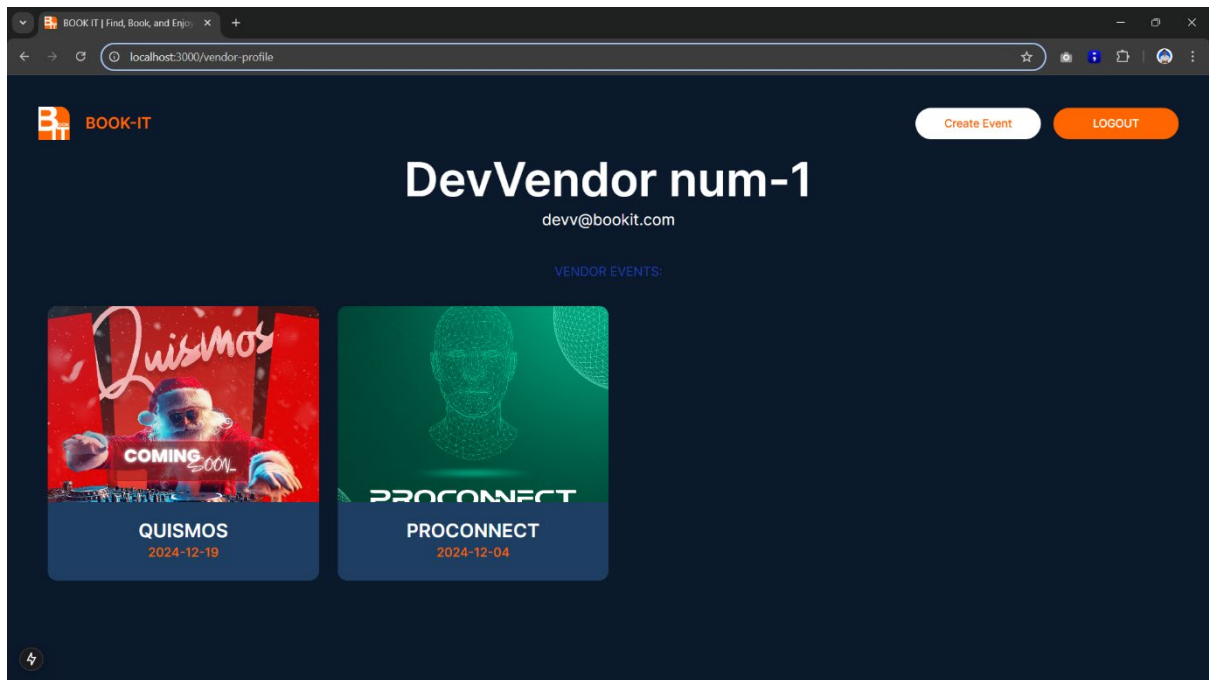 BOOK IT | Find, Book, and Enjoy
localhost:3000/vendor-profile
BOOK-IT
Create Event
LOGOUT
DevVendor num-1
devv@bookit.com
VENDOR EVENTS:
Quismos
COMING
SOON_
QUISMOS
2024-12-19
PROCONNECT
PROCONNECT
2024-12-04